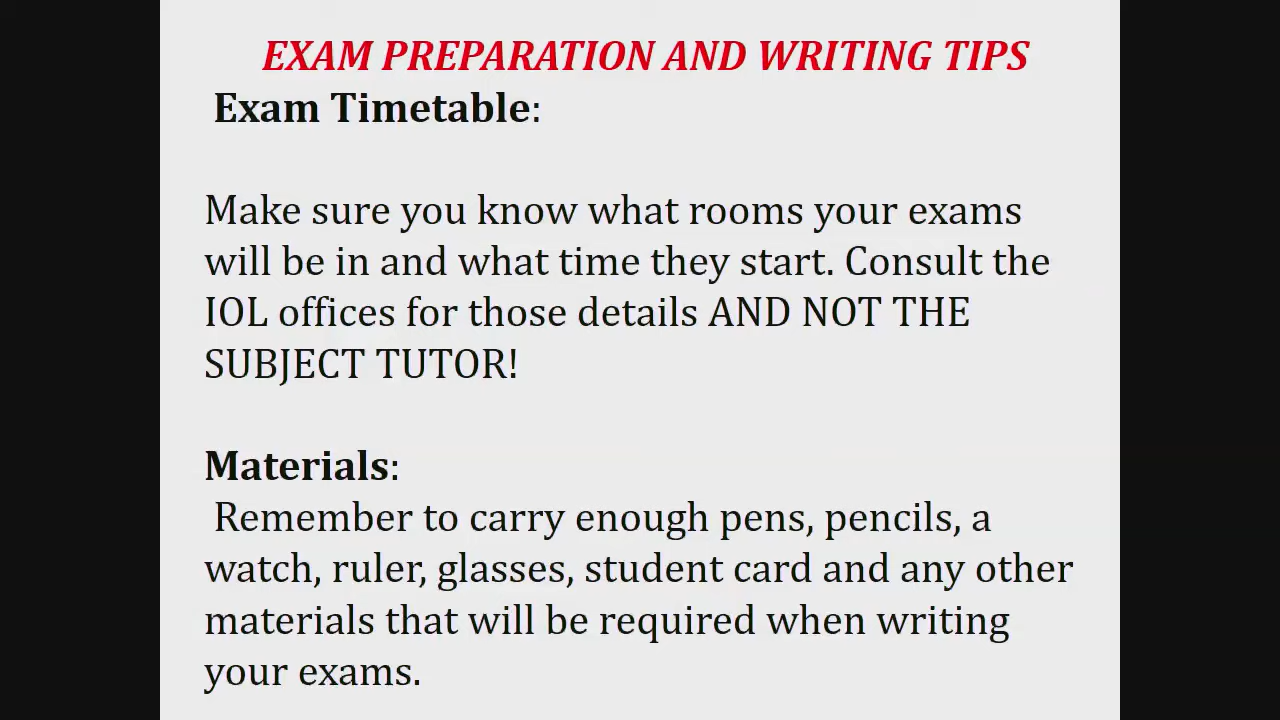 EXAM PREPARATION AND WRITING TIPS
Exam Timetable:
Make sure you know what rooms your exams
will be in and what time they start. Consult the
IOL offices for those details AND NOT THE
SUBJECT TUTOR!
Materials:
Remember to carry enough pens, pencils, a
watch, ruler, glasses, student card and any other
materials that will be required when writing
your exams.